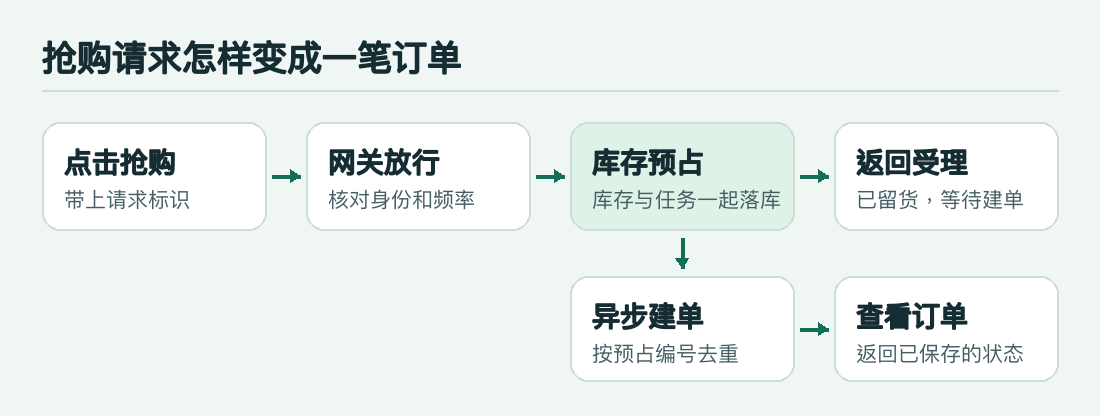 抢购请求怎样变成一笔订单
点击抢购
带上请求标识
网关放行
核对身份和频率
库存预占
库存与任务一起落库
返回受理
已留货，等待建单
异步建单
按预占编号去重
查看订单
返回已保存的状态